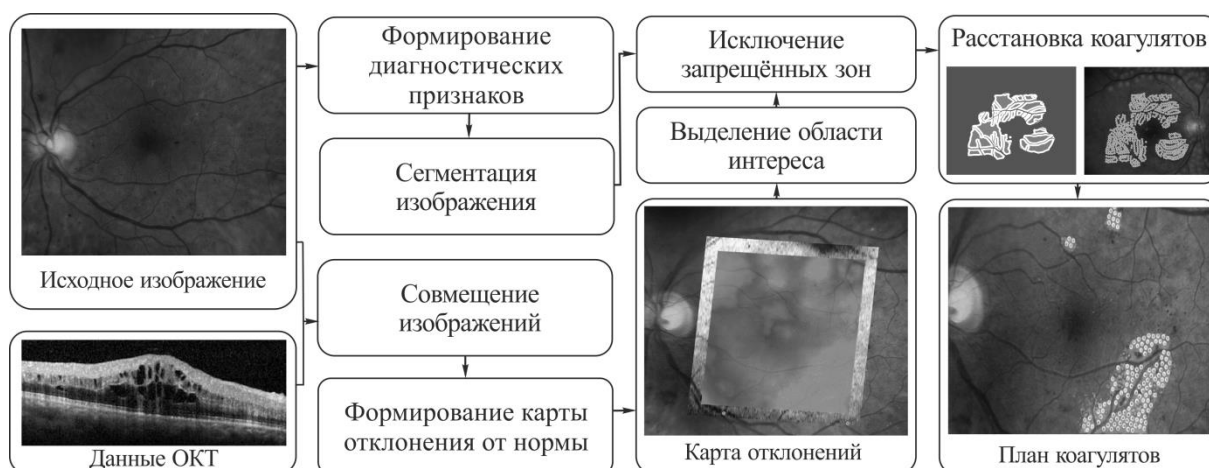 Исходное изображение
Данные ОКТ
Формирование
диагностических
признаков
Сегментация
изображения
Совмещение
изображений
Формирование карты
отклонения от нормы
Исключение
запрещённых зон
Выделение области
интереса
Карта отклонений
Расстановка коагулятов
План коагулятов